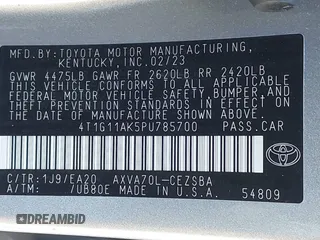 MFD. BY: TOYOTA MOTOR MANUFACTURING,
KENTUCKY, INC. 02/23
GVWR 4475LB GAWR FR 2620LB RR 2420LB
THIS VEHICLE CONFORMS TO ALL APPLICABLE
FEDERAL MOTOR VEHICLE SAFETY, BUMPER, AND
THEFT PREVENTION STANDARDS IN EFFECT ON
THE DATE OF MANUFACTURE SHOWN ABOVE.
4T1G11AK5PU785700 PASS.CAR
C/TR: 1J9/EA20 AXVA70L-CEZSBA
A/TM: /UB80E MADE IN U.S.A. 54809
TOYOTA
© DREAMBID